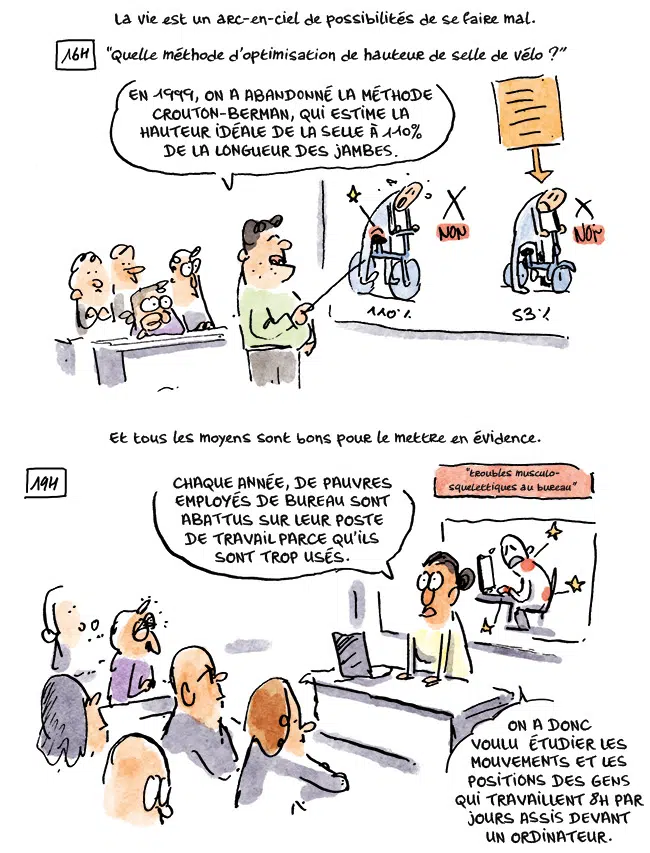 La vie est un arc-en-ciel de possibilités de se faire mal.
16H
"Quelle méthode d'optimisation de hauteur de selle de vélo ?"
EN 1999, ON A ABANDONNÉ LA MÉTHODE
CROUTON-BERMAN, QUI ESTIME LA
HAUTEUR IDÉALE DE LA SELLE À 110%
DE LA LONGUEUR DES JAMBES.
NON
NON
110%
53%
Et tous les moyens sont bons pour le mettre en évidence.
19H
"troubles musculo-
squelettiques au bureau"
CHAQUE ANNÉE, DE PAUVRES
EMPLOYÉS DE BUREAU SONT
ABATTUS SUR LEUR POSTE
DE TRAVAIL PARCE QU'ILS
SONT TROP USÉS.
ON A DONC
VOULU ÉTUDIER LES
MOUVEMENTS ET LES
POSITIONS DES GENS
QUI TRAVAILLENT 8H PAR
JOURS ASSIS DEVANT
UN ORDINATEUR.